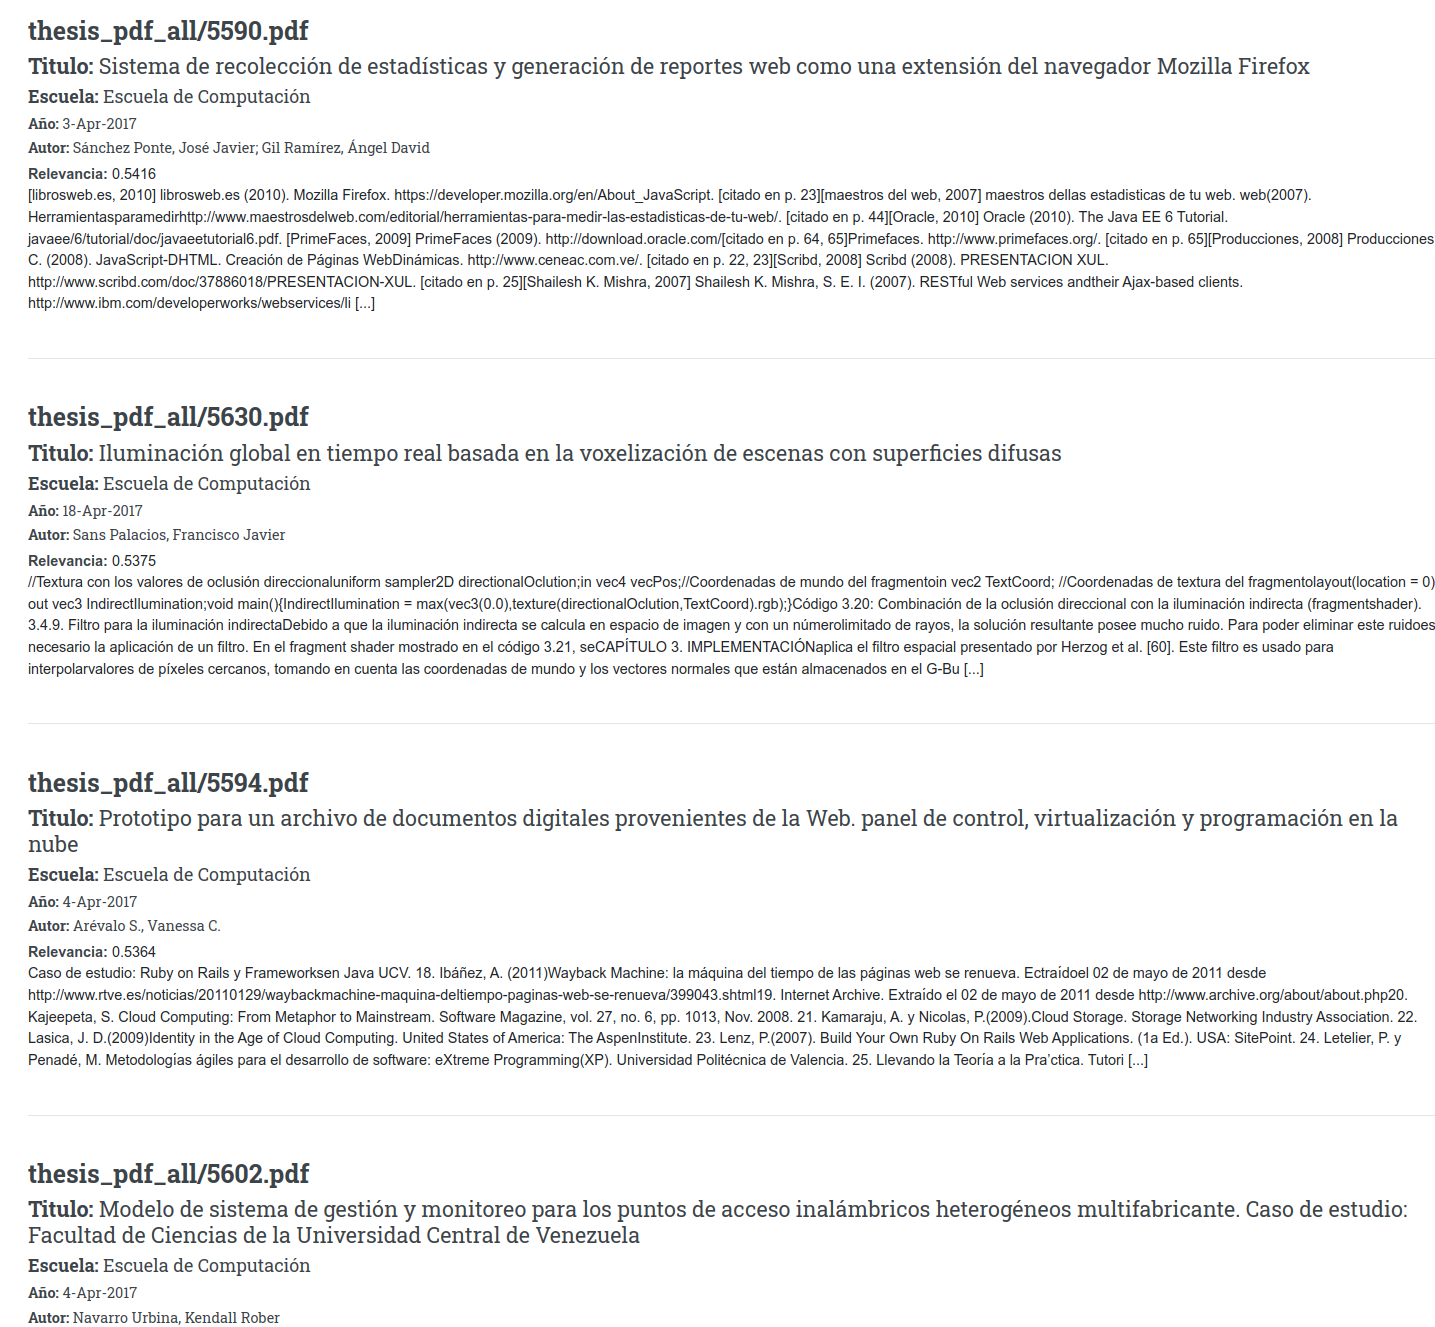 thesis_pdf_all/5590.pdf
Titulo: Sistema de recolección de estadísticas y generación de reportes web como una extensión del navegador Mozilla Firefox
Escuela: Escuela de Computación
Año: 3-Apr-2017
Autor: Sánchez Ponte, José Javier; Gil Ramírez, Ángel David
Relevancia: 0.5416
[librosweb.es, 2010] librosweb.es (2010). Mozilla Firefox. https://developer.mozilla.org/en/About_JavaScript. [citado en p. 23][maestros del web, 2007] maestros dellas estadisticas de tu web. web(2007).
Herramientasparamedirhttp://www.maestrosdelweb.com/editorial/herramientas-para-medir-las-estadisticas-de-tu-web/. [citado en p. 44][Oracle, 2010] Oracle (2010). The Java EE 6 Tutorial.
javaee/6/tutorial/doc/javaeetutorial6.pdf. [PrimeFaces, 2009] PrimeFaces (2009). http://download.oracle.com/[citado en p. 64, 65]Primefaces. http://www.primefaces.org/. [citado en p. 65][Producciones, 2008] Producciones
C. (2008). JavaScript-DHTML. Creación de Páginas WebDinámicas. http://www.ceneac.com.ve/. [citado en p. 22, 23][Scribd, 2008] Scribd (2008). PRESENTACION XUL.
http://www.scribd.com/doc/37886018/PRESENTACION-XUL. [citado en p. 25][Shailesh K. Mishra, 2007] Shailesh K. Mishra, S. E. I. (2007). RESTful Web services andtheir Ajax-based clients.
http://www.ibm.com/developerworks/webservices/li [...]
thesis_pdf_all/5630.pdf
Titulo: Iluminación global en tiempo real basada en la voxelización de escenas con superficies difusas
Escuela: Escuela de Computación
Año: 18-Apr-2017
Autor: Sans Palacios, Francisco Javier
Relevancia: 0.5375
//Textura con los valores de oclusión direccionaluniform sampler2D directionalOclution;in vec4 vecPos;//Coordenadas de mundo del fragmentoin vec2 TextCoord; //Coordenadas de textura del fragmentolayout(location = 0)
out vec3 IndirectIlumination;void main(){IndirectIlumination = max(vec3(0.0),texture(directionalOclution,TextCoord).rgb);}Código 3.20: Combinación de la oclusión direccional con la iluminación indirecta (fragmentshader).
3.4.9. Filtro para la iluminación indirectaDebido a que la iluminación indirecta se calcula en espacio de imagen y con un númerolimitado de rayos, la solución resultante posee mucho ruido. Para poder eliminar este ruidoes
necesario la aplicación de un filtro. En el fragment shader mostrado en el código 3.21, seCAPÍTULO 3. IMPLEMENTACIÓNaplica el filtro espacial presentado por Herzog et al. [60]. Este filtro es usado para
interpolarvalores de píxeles cercanos, tomando en cuenta las coordenadas de mundo y los vectores normales que están almacenados en el G-Bu [...]
thesis_pdf_all/5594.pdf
Titulo: Prototipo para un archivo de documentos digitales provenientes de la Web. panel de control, virtualización y programación en la
nube
Escuela: Escuela de Computación
Año: 4-Apr-2017
Autor: Arévalo S., Vanessa C.
Relevancia: 0.5364
Caso de estudio: Ruby on Rails y Frameworksen Java UCV. 18. Ibáñez, A. (2011)Wayback Machine: la máquina del tiempo de las páginas web se renueva. Ectraídoel 02 de mayo de 2011 desde
http://www.rtve.es/noticias/20110129/waybackmachine-maquina-deltiempo-paginas-web-se-renueva/399043.shtml19. Internet Archive. Extraído el 02 de mayo de 2011 desde http://www.archive.org/about/about.php20.
Kajeepeta, S. Cloud Computing: From Metaphor to Mainstream. Software Magazine, vol. 27, no. 6, pp. 1013, Nov. 2008. 21. Kamaraju, A. y Nicolas, P.(2009).Cloud Storage. Storage Networking Industry Association. 22.
Lasica, J. D.(2009)Identity in the Age of Cloud Computing. United States of America: The AspenInstitute. 23. Lenz, P.(2007). Build Your Own Ruby On Rails Web Applications. (1a Ed.). USA: SitePoint. 24. Letelier, P. y
Penadé, M. Metodologías ágiles para el desarrollo de software: eXtreme Programming(XP). Universidad Politécnica de Valencia. 25. Llevando la Teoría a la Pra'ctica. Tutori [...]
thesis_pdf_all/5602.pdf
Titulo: Modelo de sistema de gestión y monitoreo para los puntos de acceso inalámbricos heterogéneos multifabricante. Caso de estudio:
Facultad de Ciencias de la Universidad Central de Venezuela
Escuela: Escuela de Computación
Año: 4-Apr-2017
Autor: Navarro Urbina, Kendall Rober